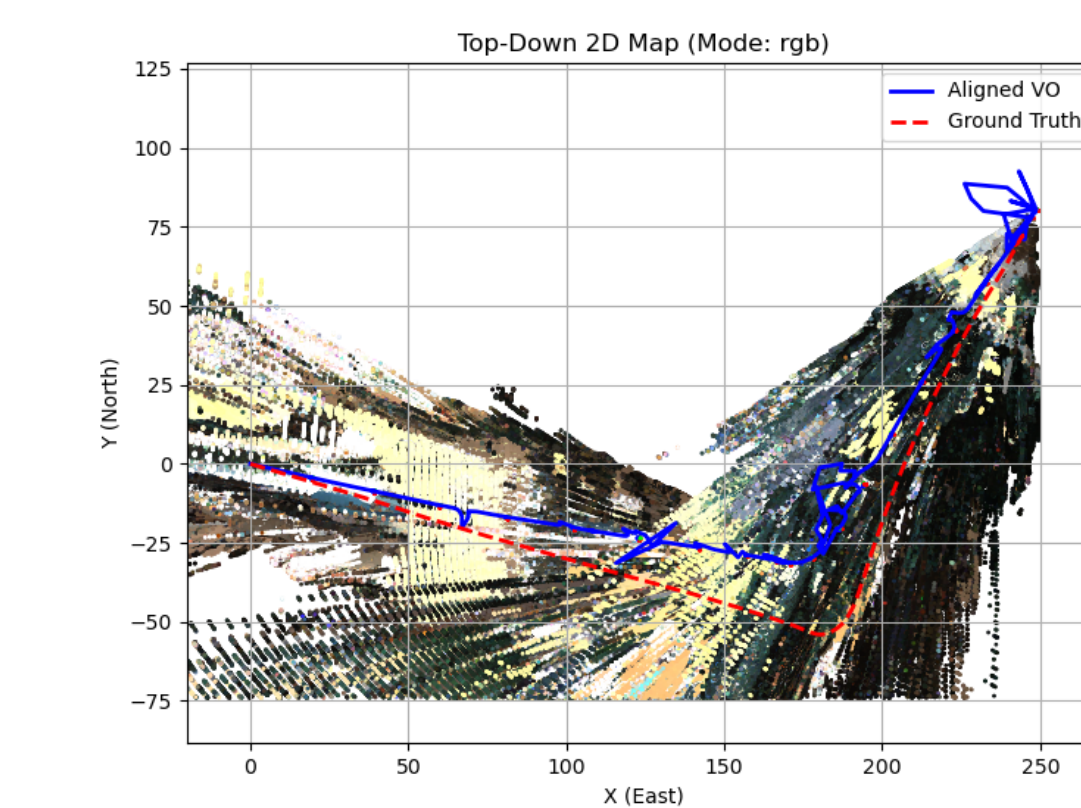 Top-Down 2D Map (Mode: rgb)
Aligned VO
Ground Truth
125
100
75
50
25
0
−25
−50
−75
Y (North)
0 50 100 150 200 250
X (East)